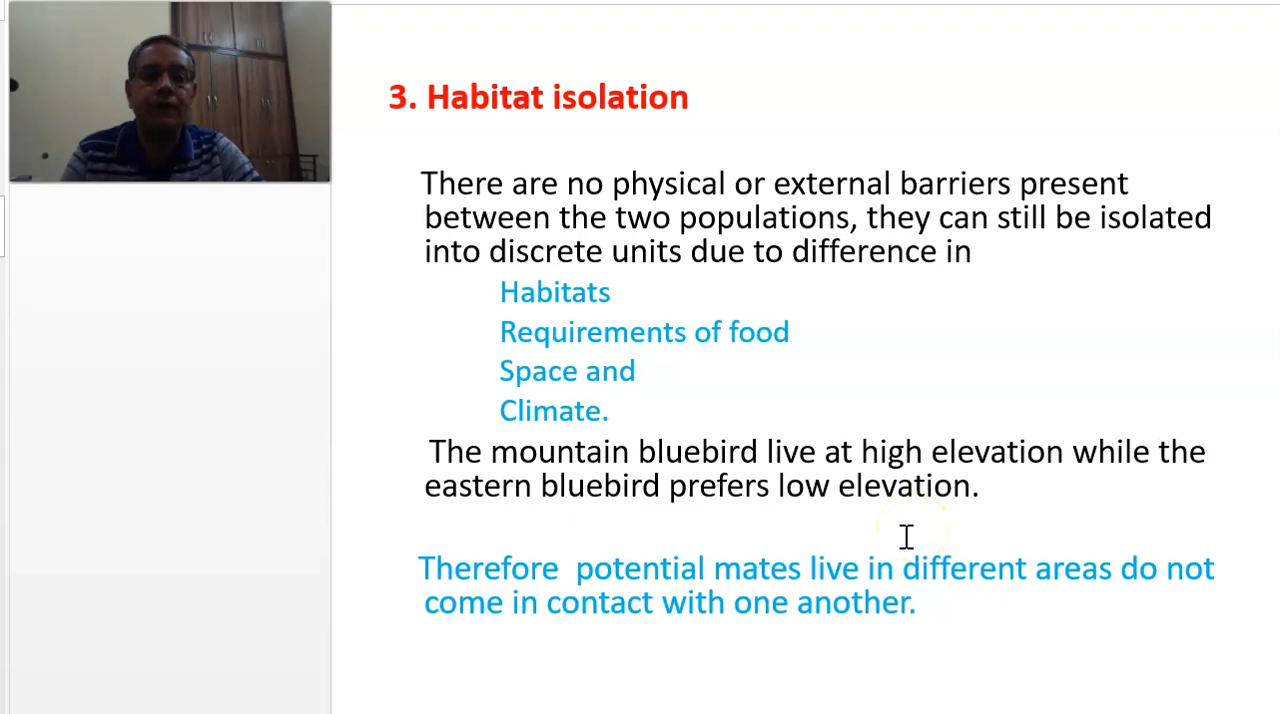 3. Habitat isolation
There are no physical or external barriers present
between the two populations, they can still be isolated
into discrete units due to difference in
Habitats
Requirements of food
Space and
Climate.
The mountain bluebird live at high elevation while the
eastern bluebird prefers low elevation.
Therefore potential mates live in different areas do not
come in contact with one another.